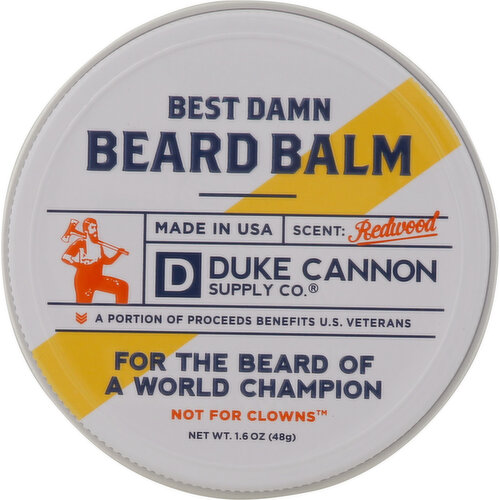 BEST DAMN
BEARD BALM
MADE IN USA
SCENT: Redwood
D DUKE CANNON
SUPPLY CO.®
A PORTION OF PROCEEDS BENEFITS U.S. VETERANS
FOR THE BEARD OF
A WORLD CHAMPION
NOT FOR CLOWNS™
NET WT. 1.6 OZ (48g)